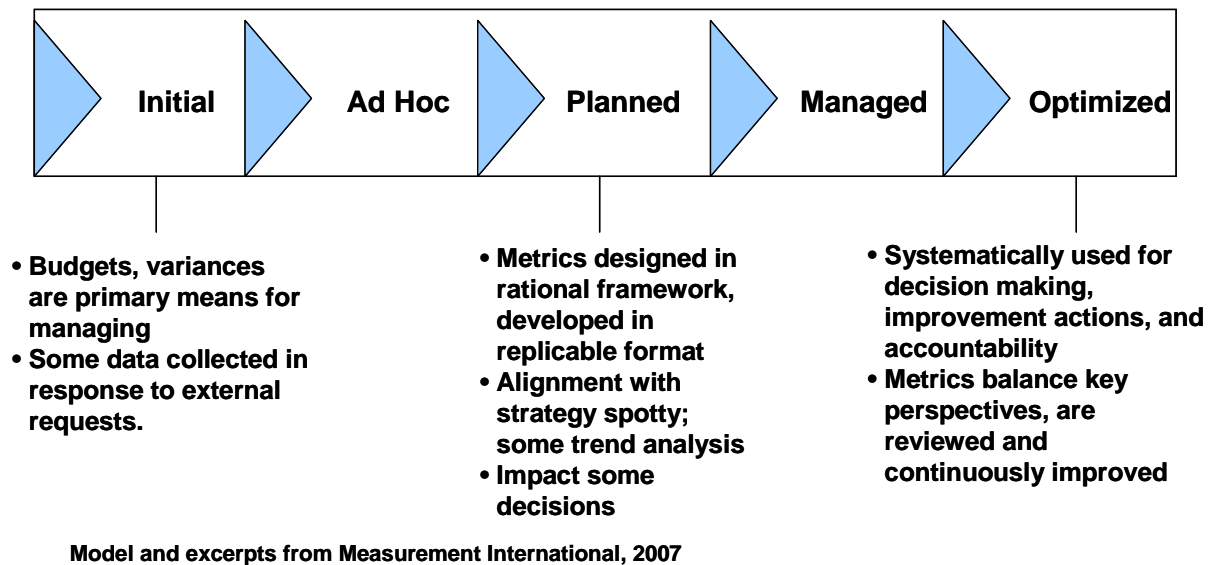 Initial
Ad Hoc
Planned
Managed
Optimized
• Budgets, variances
are primary means for
managing
• Some data collected in
response to external
requests.
• Metrics designed in
rational framework,
developed in
replicable format
• Alignment with
strategy spotty;
some trend analysis
• Impact some
decisions
• Systematically used for
decision making,
improvement actions, and
accountability
• Metrics balance key
perspectives, are
reviewed and
continuously improved
Model and excerpts from Measurement International, 2007